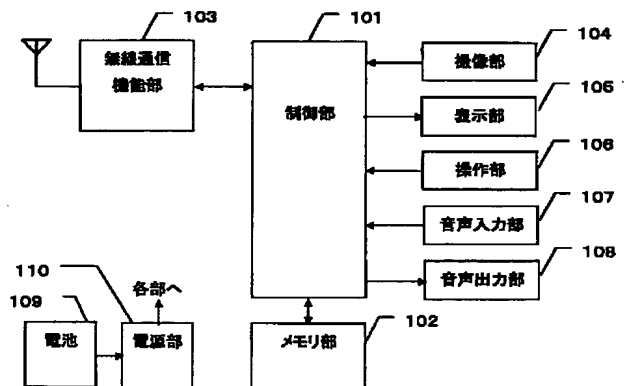 103
101
104
無線通信
機能部
制御部
撮像部
105
表示部
106
操作部
107
音声入力部
108
音声出力部
110
各部へ
109
電池
電源部
メモリ部
102